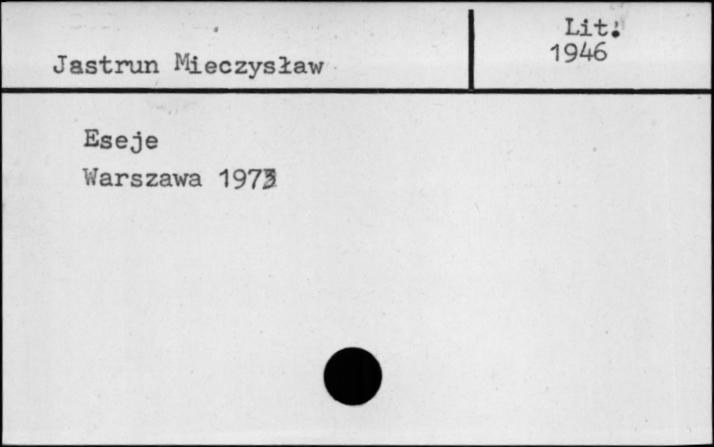 Jastrun Mieczysław
Lit.
1946
Eseje
Warszawa 1973